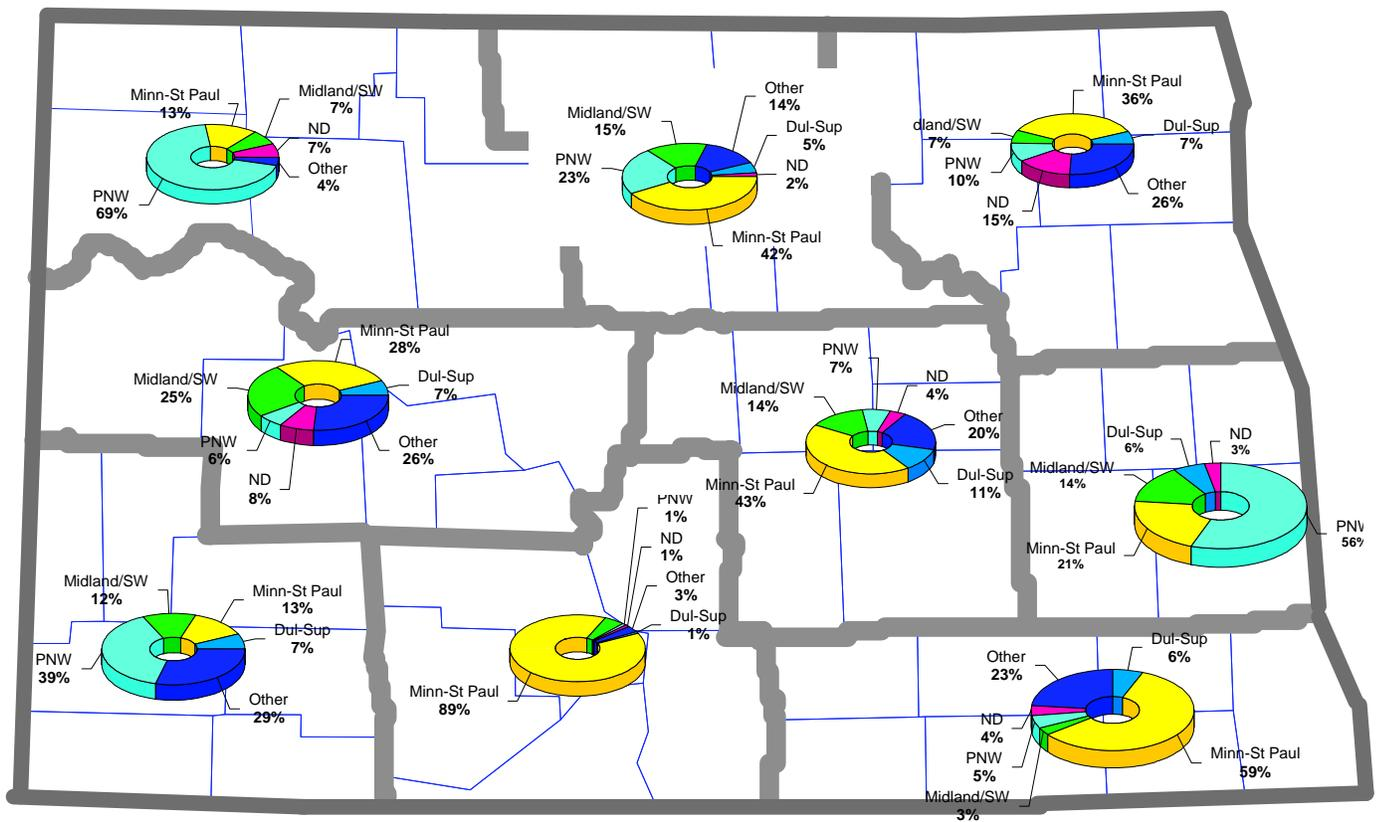 Minn-St Paul
13%
Midland/SW
7%
ND
7%
Other
4%
PNW
69%
Midland/SW
15%
Other
14%
Dul-Sup
5%
ND
2%
PNW
23%
Minn-St Paul
42%
Minn-St Paul
36%
dland/SW
7%
Dul-Sup
7%
PNW
10%
ND
15%
Other
26%
Minn-St Paul
28%
Midland/SW
25%
Dul-Sup
7%
PNW
6%
ND
8%
Other
26%
PNW
7%
ND
4%
Midland/SW
14%
Other
20%
Minn-St Paul
43%
Dul-Sup
11%
Dul-Sup
6%
ND
3%
Midland/SW
14%
Minn-St Paul
21%
PNW
56%
Midland/SW
12%
Minn-St Paul
13%
Dul-Sup
7%
PNW
39%
Other
29%
PNW
1%
ND
1%
Other
3%
Dul-Sup
1%
Minn-St Paul
89%
Dul-Sup
6%
Other
23%
ND
4%
PNW
5%
Midland/SW
3%
Minn-St Paul
59%